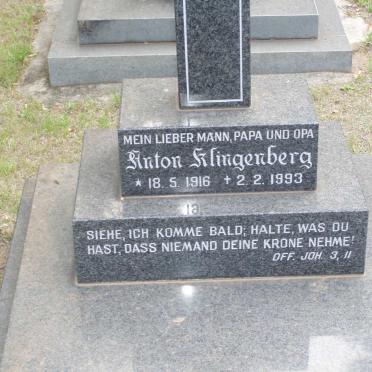 MEIN LIEBER MANN, PAPA UND OPA
Anton Klingenberg
* 18. 5. 1916 + 2. 2. 1993
SIEHE, ICH KOMME BALD; HALTE, WAS DU
HAST, DASS NIEMAND DEINE KRONE NEHME!
OFF. JOH. 3, 11